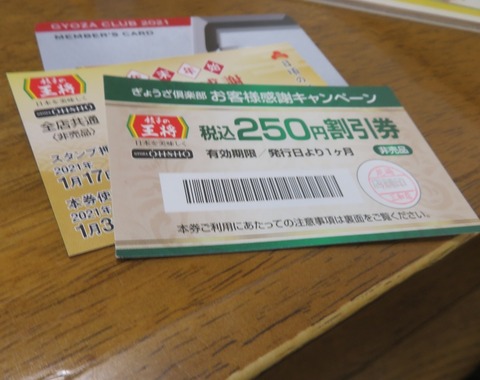 GYOZA CLUB 2021
MEMBER'S CARD
餃子の
王将
日本を美味しく
OHSHO
全店共通
(非売品)
スタンプ押
2021年
1月17
本券使
2021年
1月3
ぎょうざ倶楽部 お客様感謝キャンペーン
餃子の
王将
日本を美味しく
OHSHO
税込250円割引券
有効期限/発行日より1ヶ月
非売品
本券ご利用にあたっての注意事項は裏面をご覧ください。